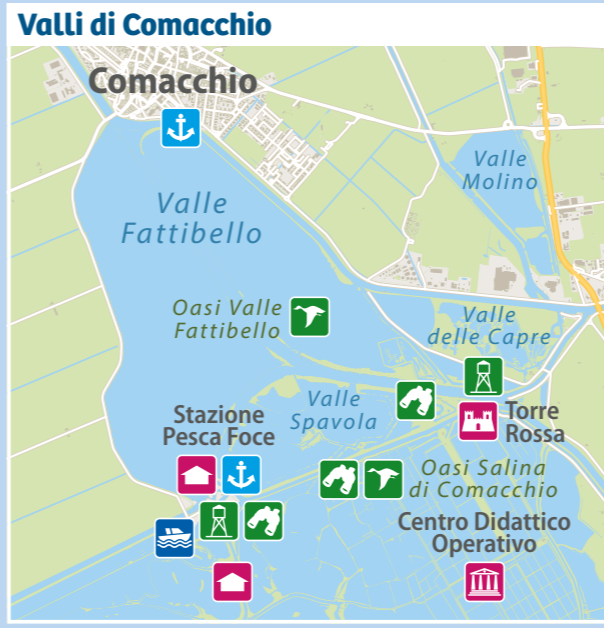 Valli di Comacchio
Comacchio
Valle
Molino
Valle
Fattibello
Oasi Valle
Fattibello
Valle
delle Capre
Valle
Spavola
Torre
Rossa
Stazione
Pesca Foce
Oasi Salina
di Comacchio
Centro Didattico
Operativo